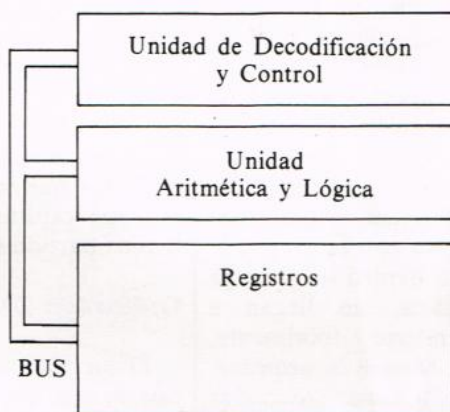 Unidad de Decodificación
y Control
Unidad
Aritmética y Lógica
Registros
BUS